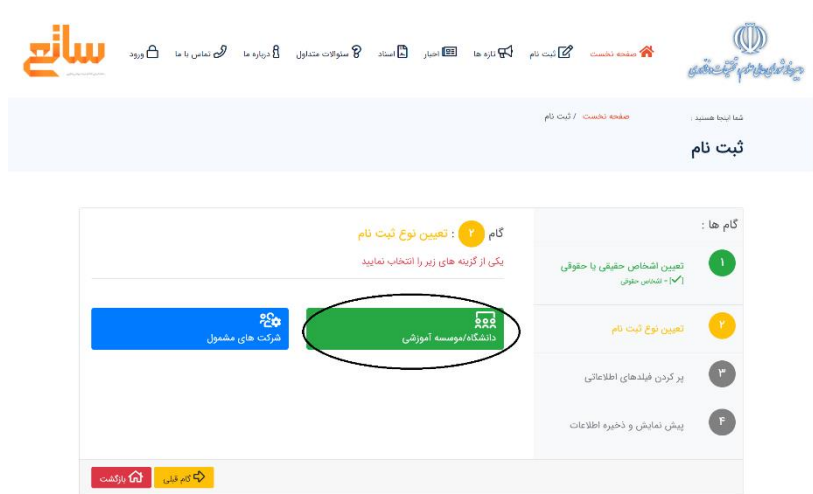 صفحه نخست ثبت نام تازه ها اخبار اسناد سئوالات متداول درباره ما تماس با ما ورود
ساتع
شما اینجا هستید :
صفحه نخست / ثبت نام
ثبت نام
گام ها :
۱ تعیین اشخاص حقیقی یا حقوقی
[✓] - اشخاص حقوقی
۲ تعیین نوع ثبت نام
۳ پر کردن فیلدهای اطلاعاتی
۴ پیش نمایش و ذخیره اطلاعات
گام ۲ : تعیین نوع ثبت نام
یکی از گزینه های زیر را انتخاب نمایید
دانشگاه/موسسه آموزشی
شرکت های مشمول
گام قبلی
بازگشت